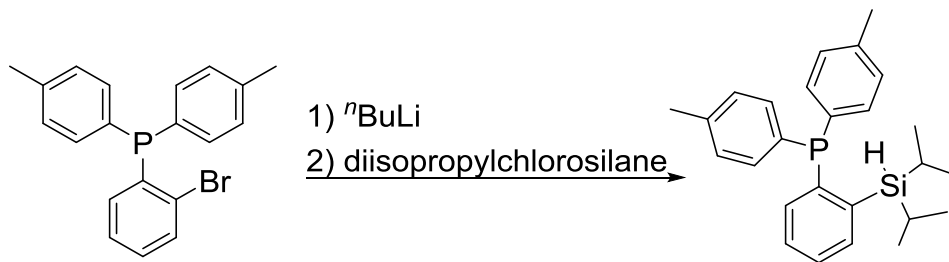 1) ⁿBuLi
2) diisopropylchlorosilane
P
Br
P
H
Si